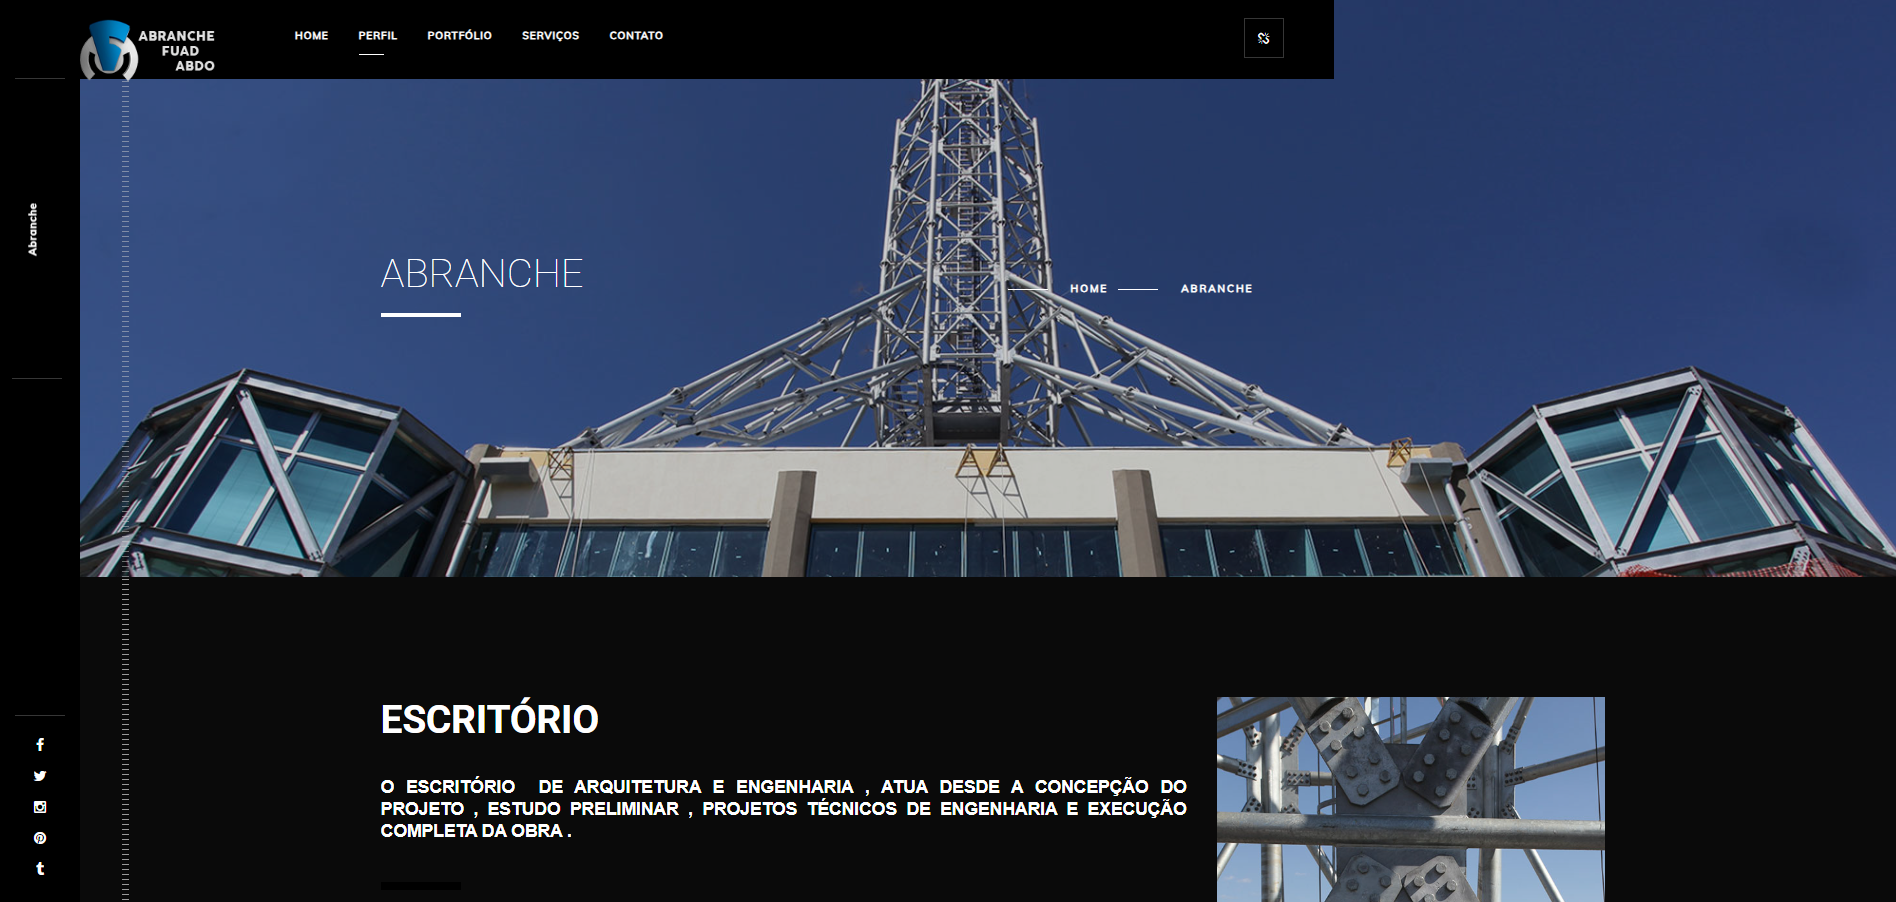 ABRANCHE
FUAD
ABDO
HOME
PERFIL
PORTFÓLIO
SERVIÇOS
CONTATO
Abranche
ABRANCHE
HOME
ABRANCHE
ESCRITÓRIO
O ESCRITÓRIO DE ARQUITETURA E ENGENHARIA , ATUA DESDE A CONCEPÇÃO DO
PROJETO , ESTUDO PRELIMINAR , PROJETOS TÉCNICOS DE ENGENHARIA E EXECUÇÃO
COMPLETA DA OBRA .